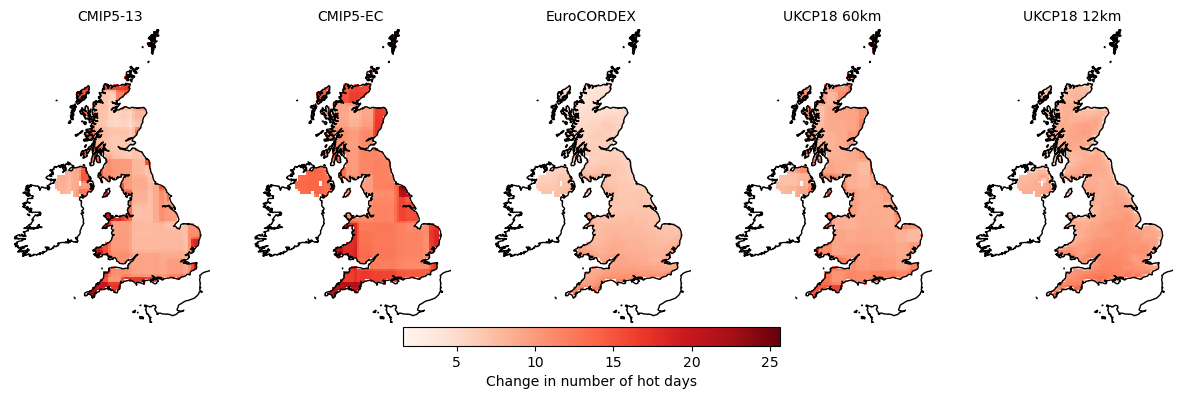 CMIP5-13
CMIP5-EC
EuroCORDEX
UKCP18 60km
UKCP18 12km
5
10
15
20
25
Change in number of hot days